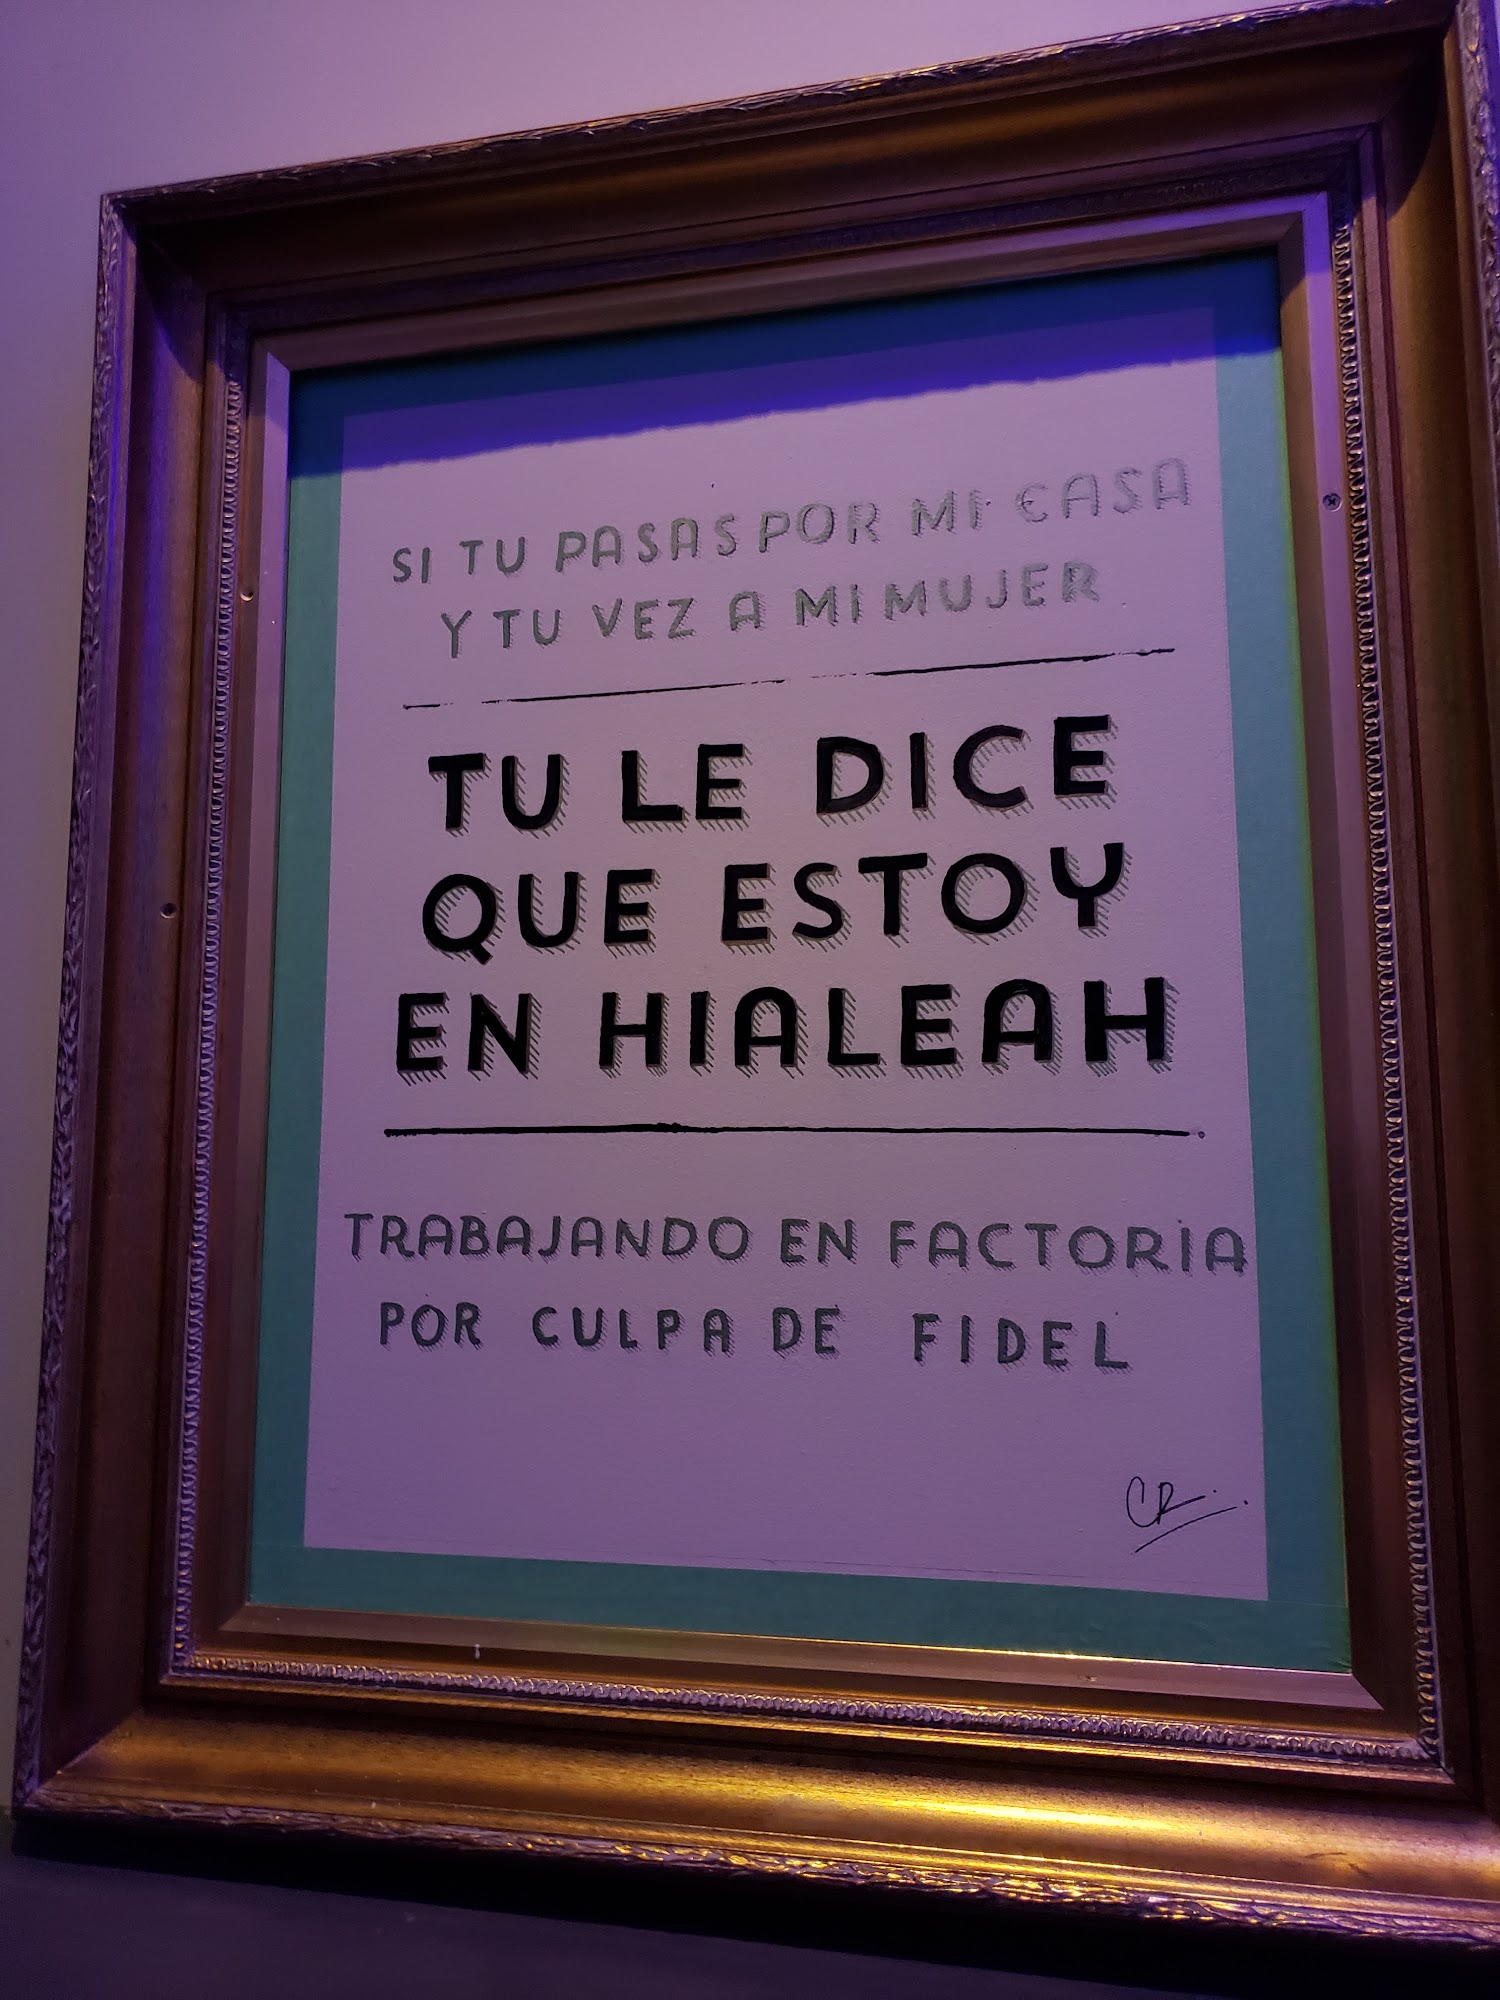 SI TU PASAS POR MI CASA
Y TU VEZ A MI MUJER
TU LE DICE
QUE ESTOY
EN HIALEAH
TRABAJANDO EN FACTORIA
POR CULPA DE FIDEL
CR